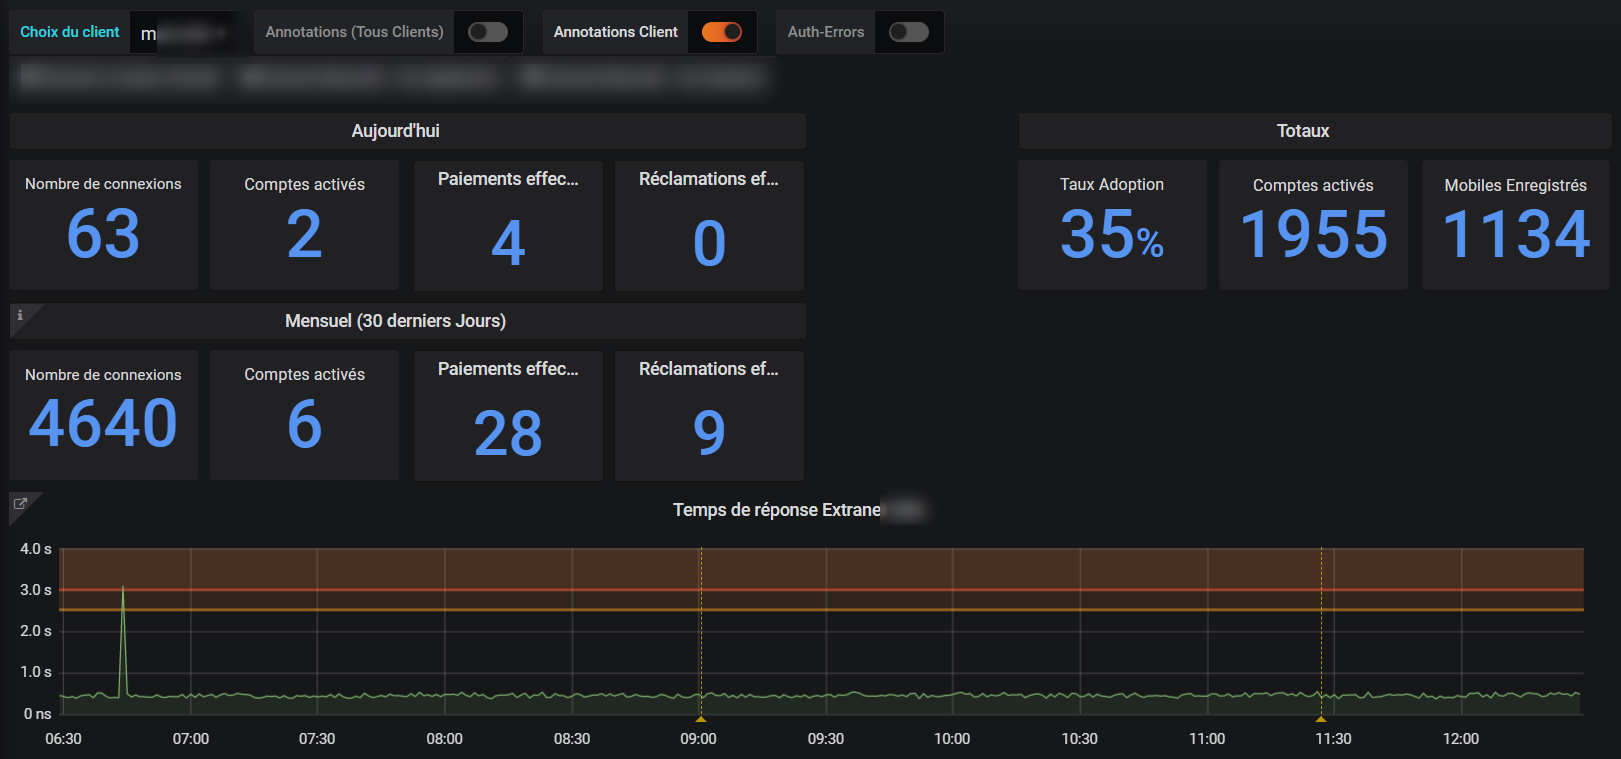 Choix du client
Annotations (Tous Clients)
Annotations Client
Auth-Errors
Aujourd'hui
Totaux
Nombre de connexions
63
Comptes activés
2
Paiements effec...
4
Réclamations ef...
0
Taux Adoption
35%
Comptes activés
1955
Mobiles Enregistrés
1134
Mensuel (30 derniers Jours)
Nombre de connexions
4640
Comptes activés
6
Paiements effec...
28
Réclamations ef...
9
Temps de réponse
4.0 s
3.0 s
2.0 s
1.0 s
0 ns
06:30 07:00 07:30 08:00 08:30 09:00 09:30 10:00 10:30 11:00 11:30 12:00